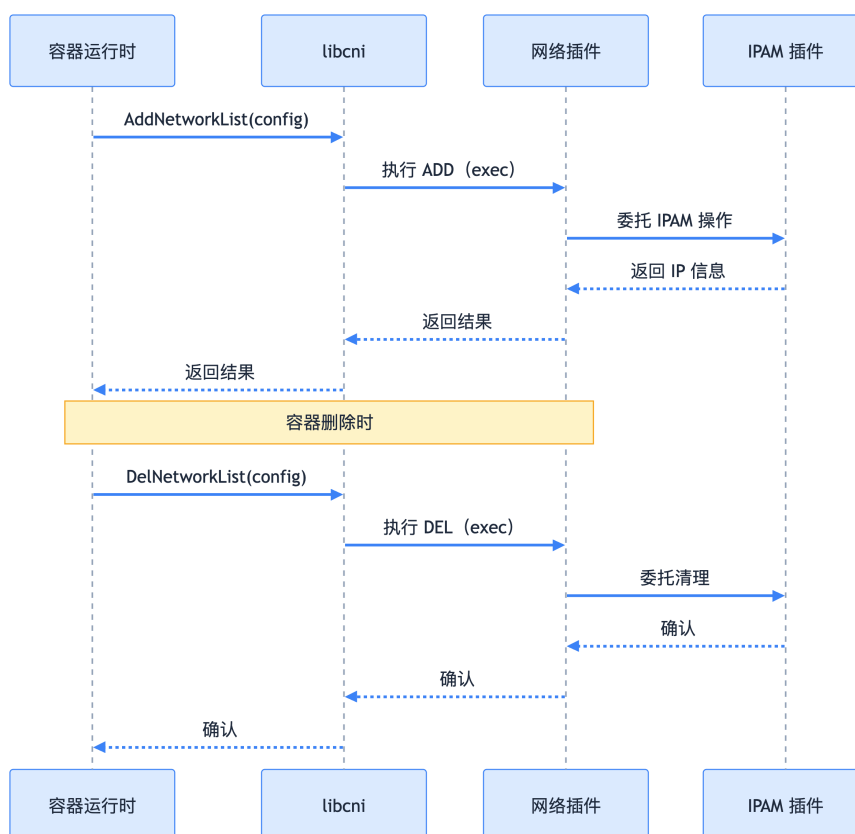 容器运行时
libcni
网络插件
IPAM 插件
AddNetworkList(config)
执行 ADD（exec）
委托 IPAM 操作
返回 IP 信息
返回结果
返回结果
容器删除时
DelNetworkList(config)
执行 DEL（exec）
委托清理
确认
确认
确认
容器运行时
libcni
网络插件
IPAM 插件